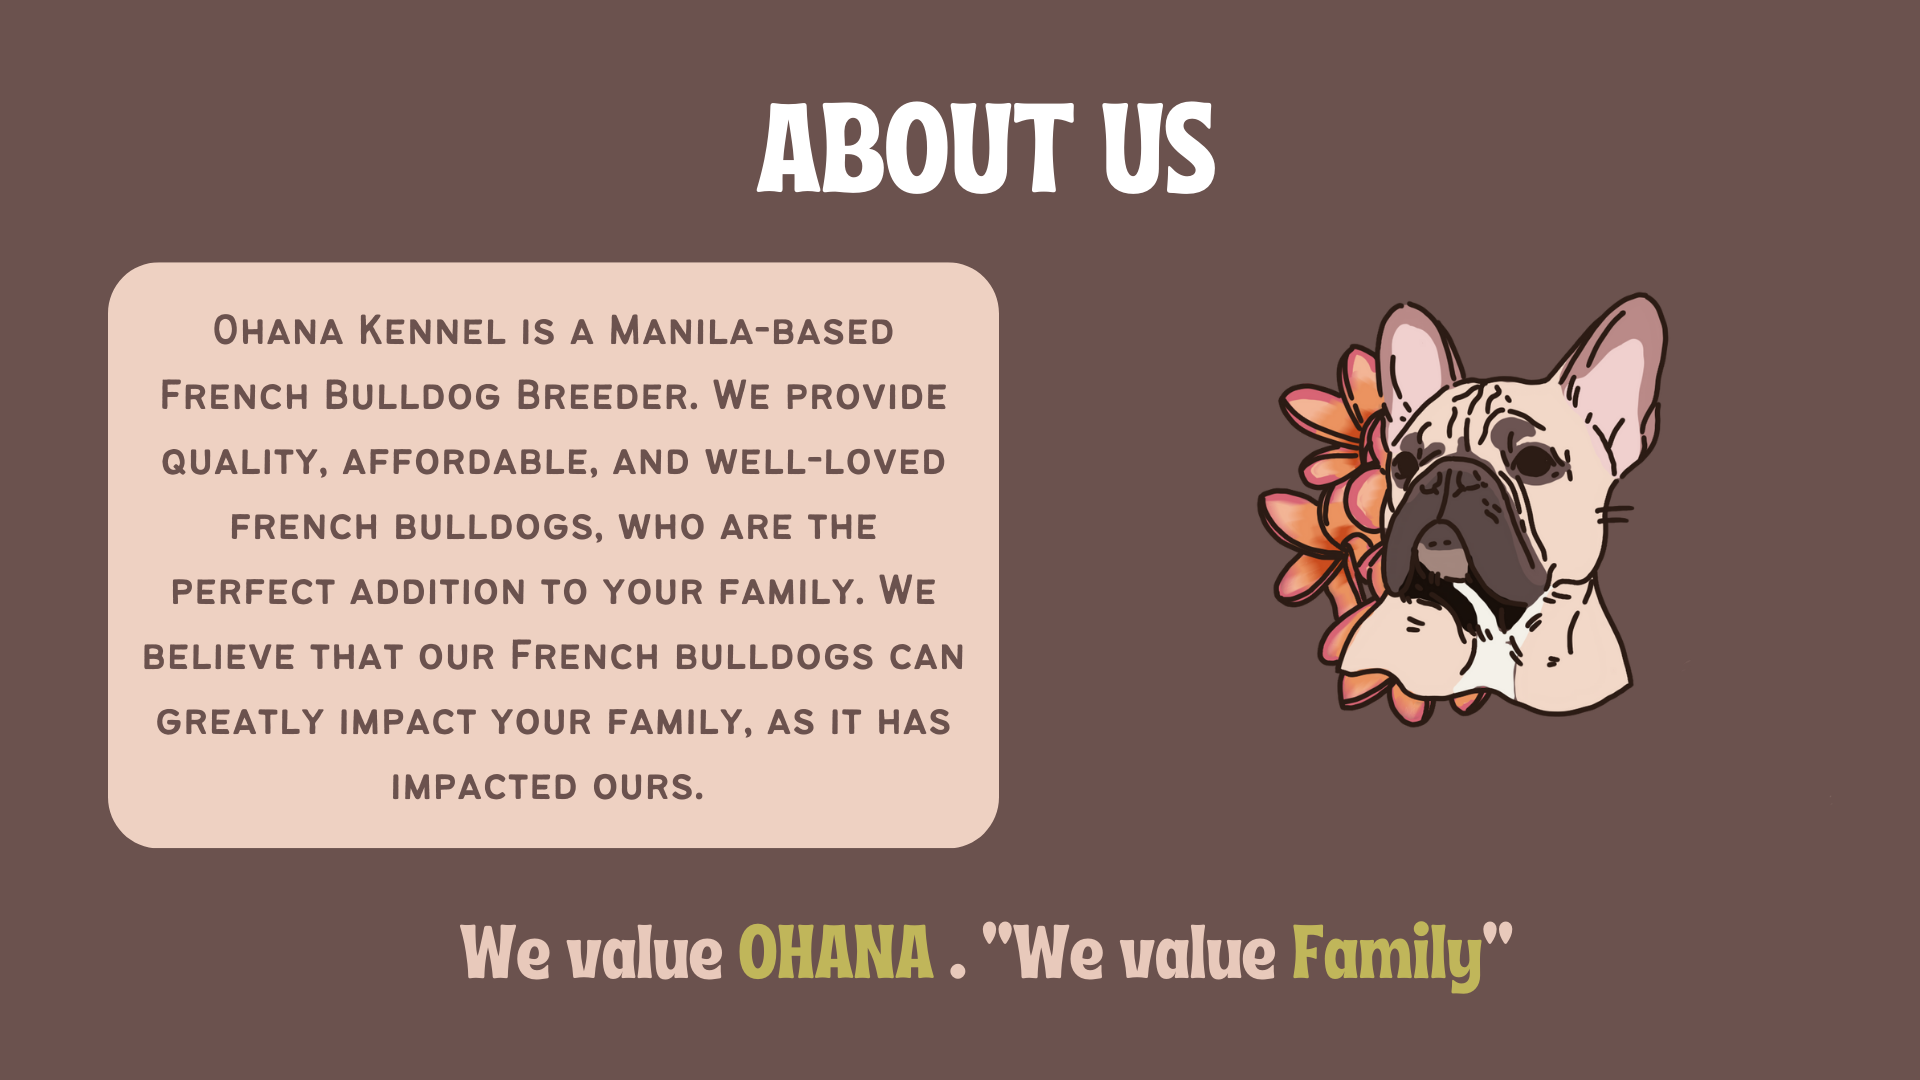 ABOUT US
Ohana Kennel is a Manila-based
French Bulldog Breeder. We provide
quality, affordable, and well-loved
french bulldogs, who are the
perfect addition to your family. We
believe that our French bulldogs can
greatly impact your family, as it has
impacted ours.
We value OHANA . "We value Family"